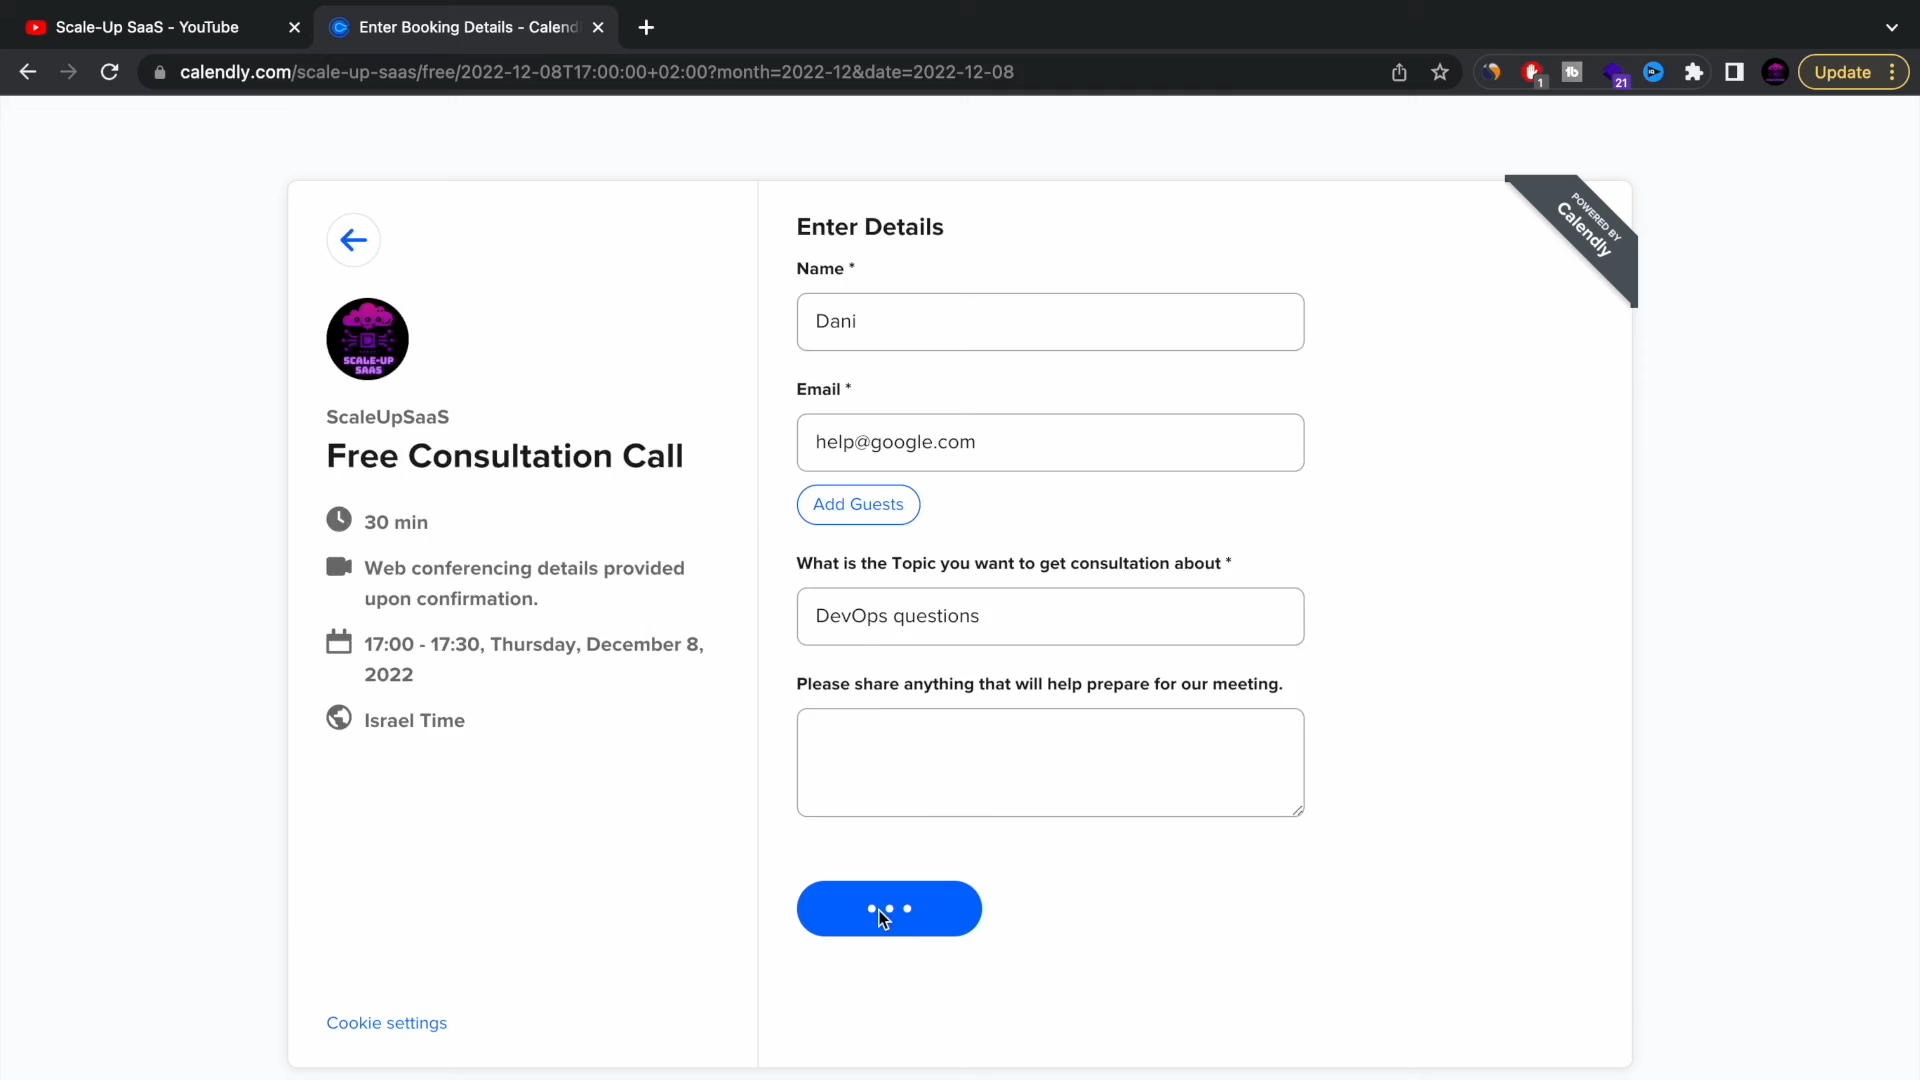 Scale-Up SaaS - YouTube
Enter Booking Details - Calend
calendly.com/scale-up-saas/free/2022-12-08T17:00:00+02:00?month=2022-12&date=2022-12-08
1
tb
21
Update
POWERED BY
Calendly
SCALE-UP
SAAS
ScaleUpSaaS
Free Consultation Call
30 min
Web conferencing details provided
upon confirmation.
17:00 - 17:30, Thursday, December 8,
2022
Israel Time
Cookie settings
Enter Details
Name *
Dani
Email *
help@google.com
Add Guests
What is the Topic you want to get consultation about *
DevOps questions
Please share anything that will help prepare for our meeting.